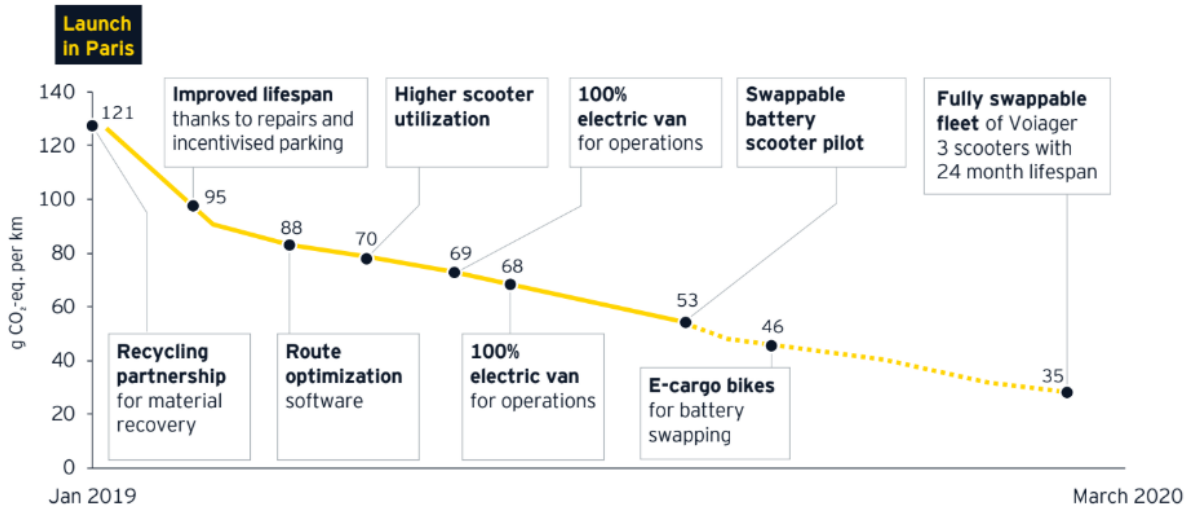 Launch
in Paris
g CO₂-eq. per km
140
120
100
80
60
40
20
0
121
95
88
70
69
68
53
46
35
Improved lifespan
thanks to repairs and
incentivised parking
Higher scooter
utilization
100%
electric van
for operations
Swappable
battery
scooter pilot
Fully swappable
fleet of Voiager
3 scooters with
24 month lifespan
Recycling
partnership
for material
recovery
Route
optimization
software
100%
electric van
for operations
E-cargo bikes
for battery
swapping
Jan 2019
March 2020